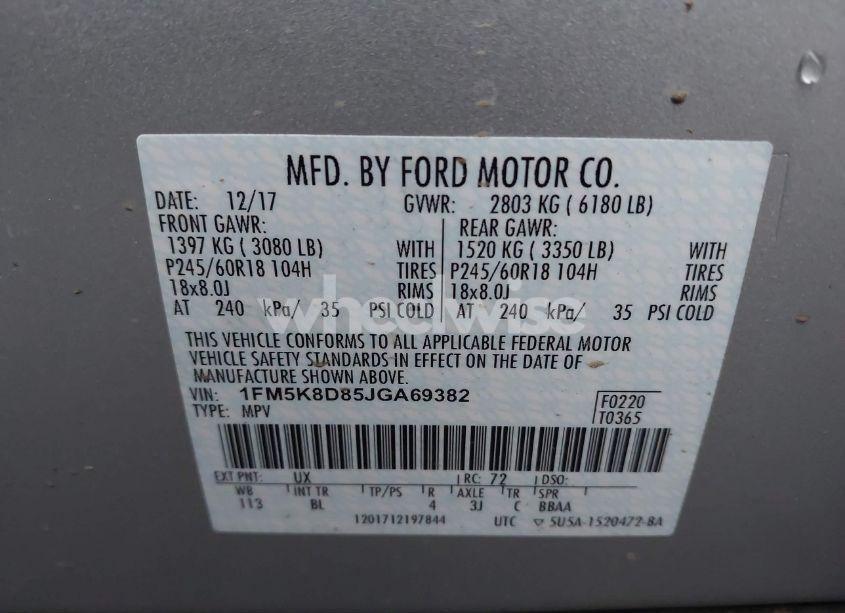 MFD. BY FORD MOTOR CO.
DATE: 12/17 GVWR: 2803 KG ( 6180 LB)
FRONT GAWR: REAR GAWR:
1397 KG ( 3080 LB) WITH 1520 KG ( 3350 LB) WITH
P245/60R18 104H TIRES P245/60R18 104H TIRES
18x8.0J RIMS 18x8.0J RIMS
AT 240 kPa/ 35 PSI COLD AT 240 kPa/ 35 PSI COLD
wheelwise
THIS VEHICLE CONFORMS TO ALL APPLICABLE FEDERAL MOTOR
VEHICLE SAFETY STANDARDS IN EFFECT ON THE DATE OF
MANUFACTURE SHOWN ABOVE.
VIN: 1FM5K8D85JGA69382 F0220
TYPE: MPV T0365
EXT PNT: UX RC: 72 DSO:
WB INT TR TP/PS R AXLE TR SPR
113 BL 4 3J C BBAA
1201712197844 UTC ▽ 5U5A-1520472-BA